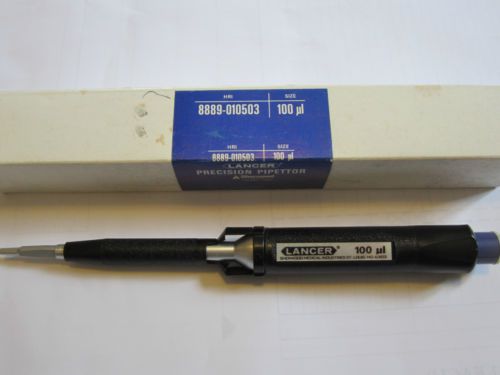 HRI SIZE
8889-010503 100 µl
HRI SIZE
8889-010503 100 µl
LANCER
PRECISION PIPETTOR
Sherwood
LANCER® 100 µl
SHERWOOD MEDICAL INDUSTRIES ST. LOUIS MO 63103